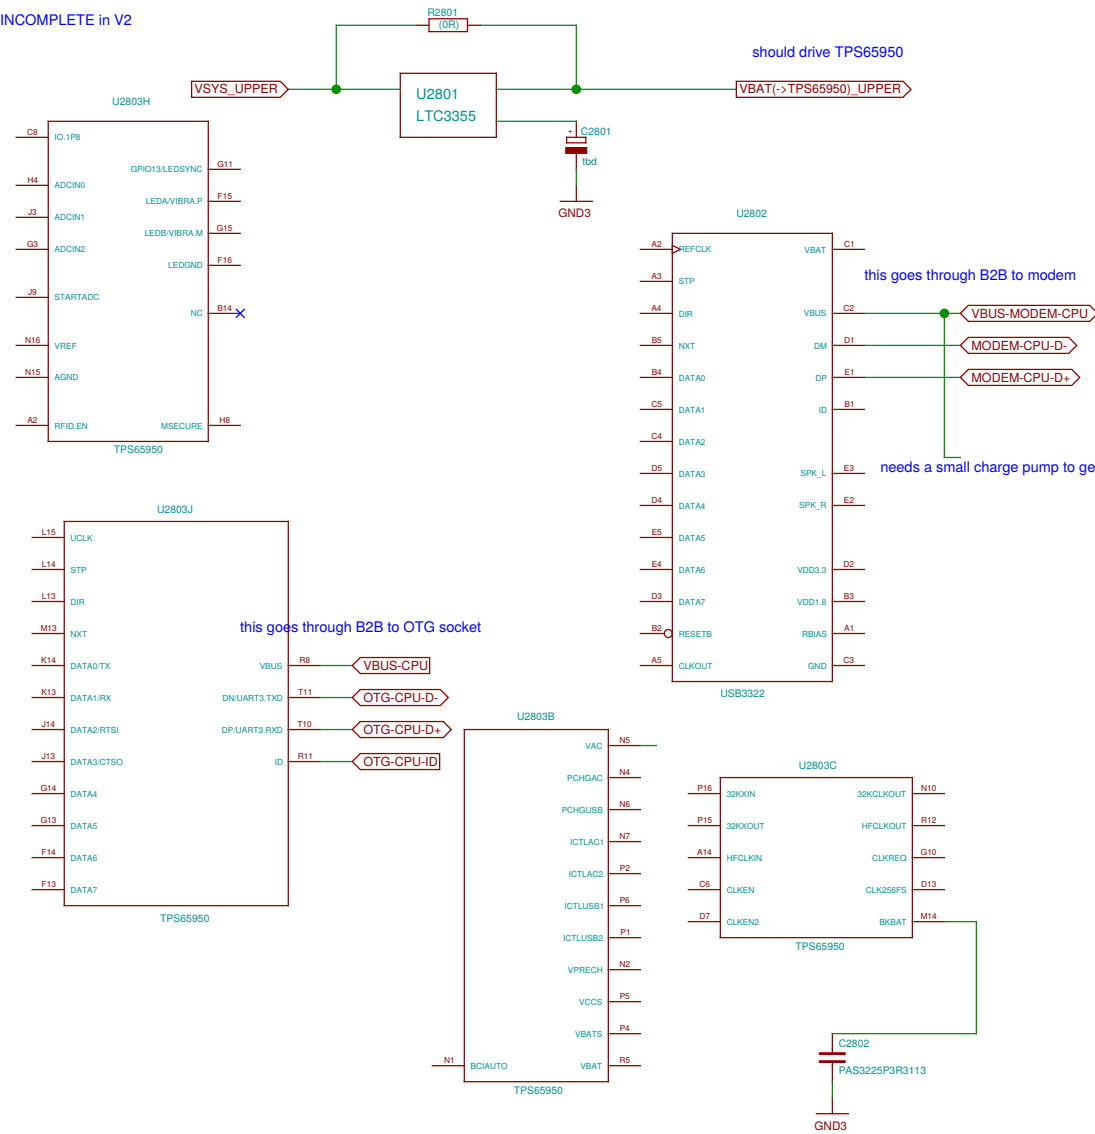 INCOMPLETE in V2
R2801
(0R)
should drive TPS65950
VSYS_UPPER
U2801
LTC3355
VBAT(->TPS65950)_UPPER
+
C2801
tbd
GND3
U2803H
C8 IO.1P8
GPIO13/LEDSYNC G11
H4 ADCIN0
LEDA/VIBRA.P F15
J3 ADCIN1
LEDB/VIBRA.M G15
G3 ADCIN2
LEDGND F16
J9 STARTADC
NC B14
N16 VREF
N15 AGND
A2 RFID.EN
MSECURE H8
TPS65950
U2802
A2 REFCLK VBAT C1
this goes through B2B to modem
A3 STP
A4 DIR VBUS C2 VBUS-MODEM-CPU
B5 NXT DM D1 MODEM-CPU-D-
B4 DATA0 DP E1 MODEM-CPU-D+
C5 DATA1 ID B1
C4 DATA2
needs a small charge pump to ge
D5 DATA3 SPK_L E3
D4 DATA4 SPK_R E2
E5 DATA5
E4 DATA6 VDD3.3 D2
D3 DATA7 VDD1.8 B3
B2 RESETB RBIAS A1
A5 CLKOUT GND C3
USB3322
U2803J
L15 UCLK
L14 STP
L13 DIR
this goes through B2B to OTG socket
M13 NXT
K14 DATA0/TX VBUS R8 VBUS-CPU
K13 DATA1/RX DN/UART3.TXD T11 OTG-CPU-D-
J14 DATA2/RTSI DP/UART3.RXD T10 OTG-CPU-D+
J13 DATA3/CTSO ID R11 OTG-CPU-ID
G14 DATA4
G13 DATA5
F14 DATA6
F13 DATA7
TPS65950
U2803B
VAC N5
PCHGAC N4
PCHGUSB N6
ICTLAC1 N7
ICTLAC2 P2
ICTLUSB1 P6
ICTLUSB2 P1
VPRECH N2
VCCS P5
VBATS P4
N1 BCIAUTO VBAT R5
TPS65950
U2803C
P16 32KXIN 32KCLKOUT N10
P15 32KXOUT HFCLKOUT R12
A14 HFCLKIN CLKREQ G10
C6 CLKEN CLK256FS D13
D7 CLKEN2 BKBAT M14
TPS65950
C2802
PAS3225P3R3113
GND3